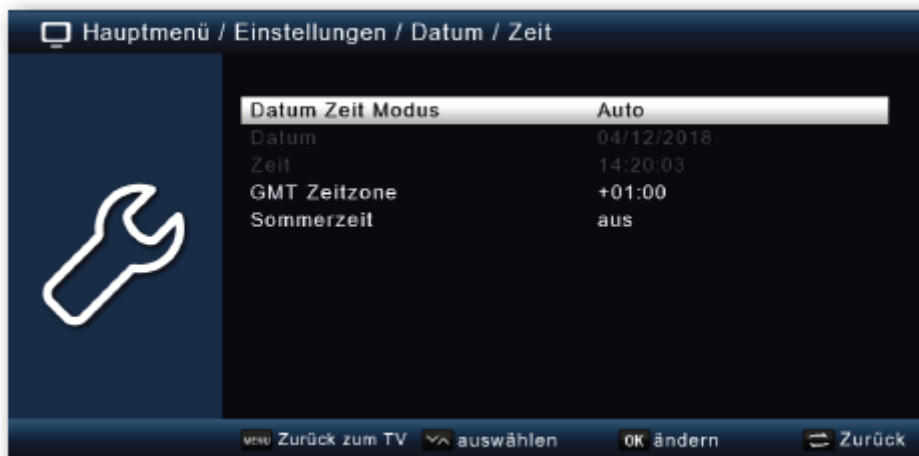 Hauptmenü / Einstellungen / Datum / Zeit
Datum Zeit Modus Auto
Datum 04/12/2018
Zeit 14:20:03
GMT Zeitzone +01:00
Sommerzeit aus
MENU Zurück zum TV auswählen OK ändern Zurück